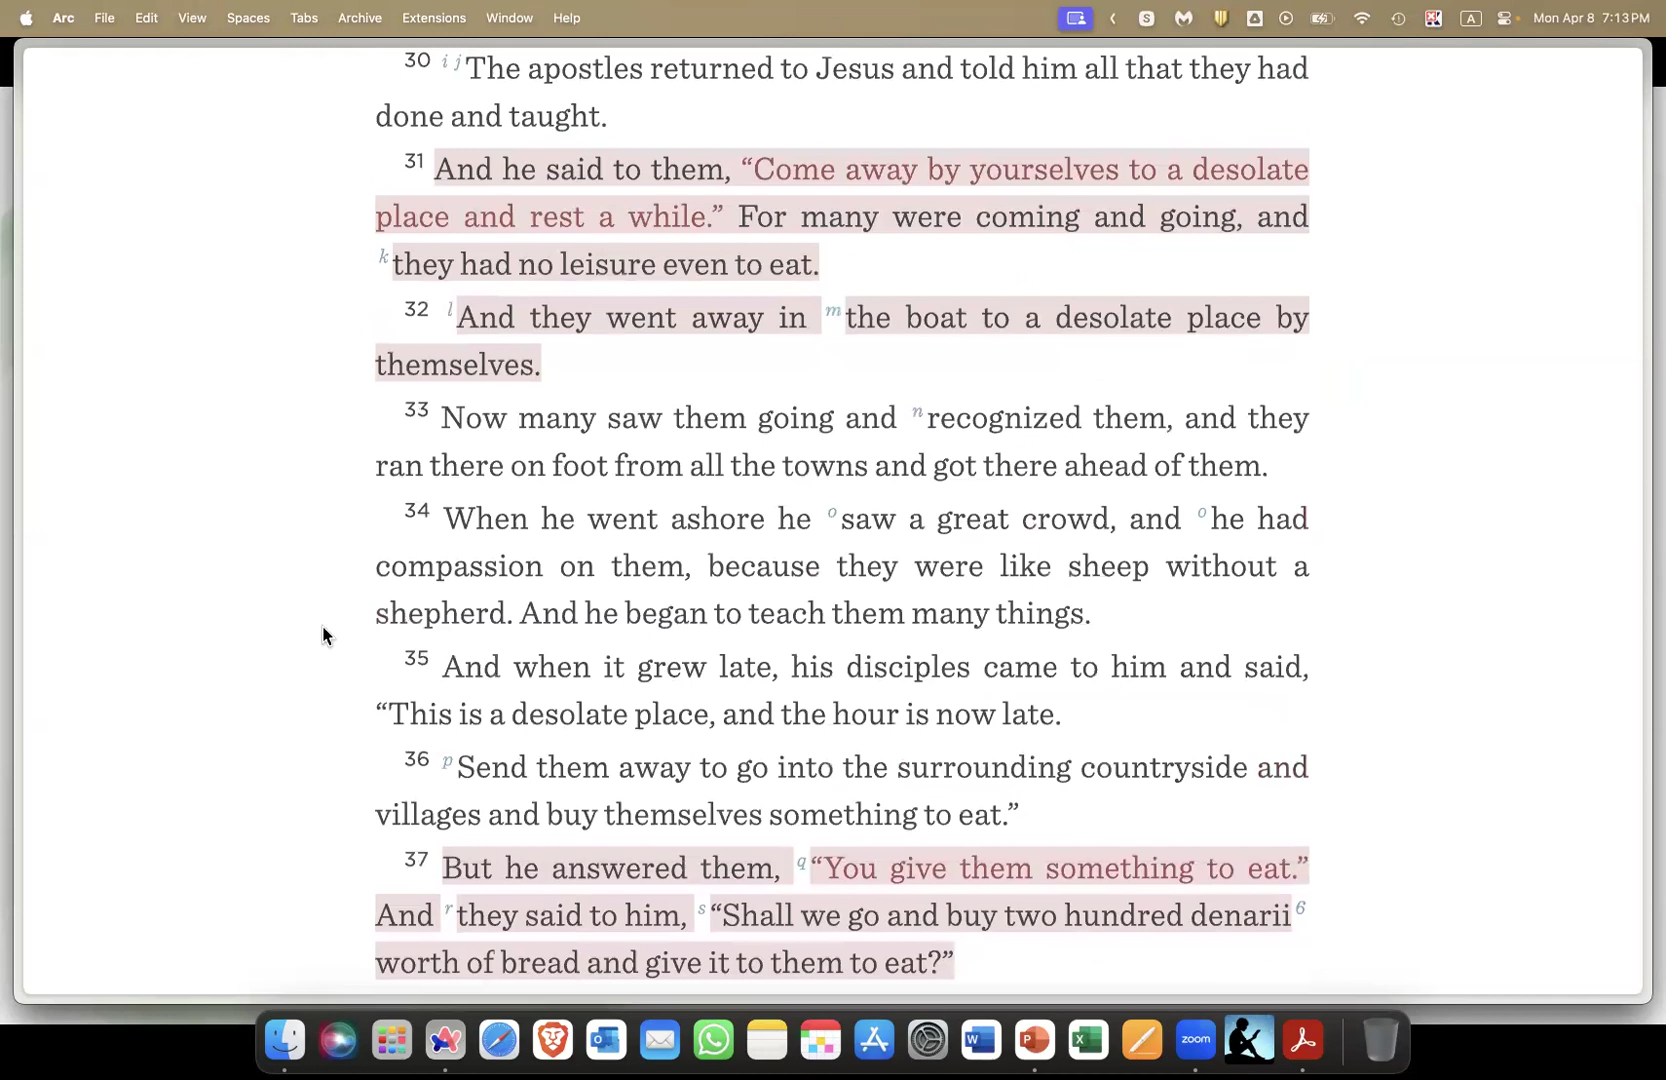 Arc File Edit View Spaces Tabs Archive Extensions Window Help S A Mon Apr 8 7:13 PM
30 i j The apostles returned to Jesus and told him all that they had
done and taught.
31 And he said to them, “Come away by yourselves to a desolate
place and rest a while.” For many were coming and going, and
k they had no leisure even to eat.
32 l And they went away in m the boat to a desolate place by
themselves.
33 Now many saw them going and n recognized them, and they
ran there on foot from all the towns and got there ahead of them.
34 When he went ashore he o saw a great crowd, and o he had
compassion on them, because they were like sheep without a
shepherd. And he began to teach them many things.
35 And when it grew late, his disciples came to him and said,
“This is a desolate place, and the hour is now late.
36 p Send them away to go into the surrounding countryside and
villages and buy themselves something to eat.”
37 But he answered them, q “You give them something to eat.”
And r they said to him, s “Shall we go and buy two hundred denarii 6
worth of bread and give it to them to eat?”
W P X zoom